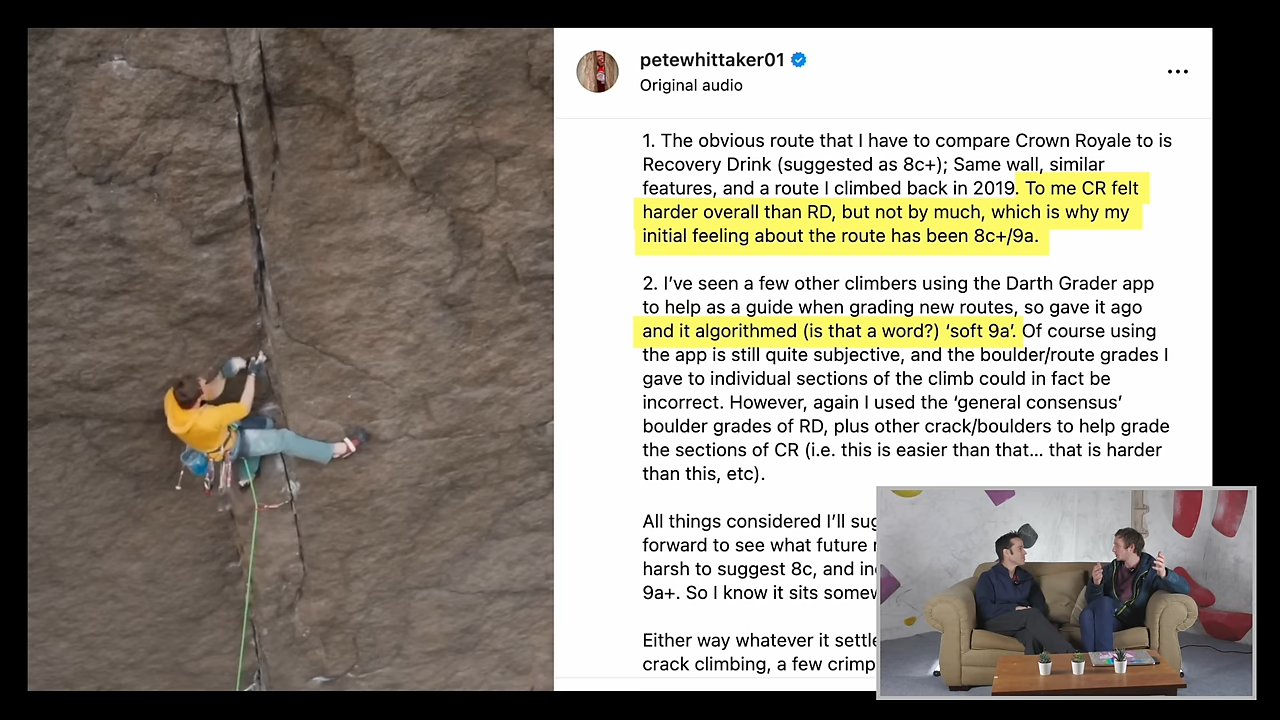 petewhittaker01
Original audio
1. The obvious route that I have to compare Crown Royale to is
Recovery Drink (suggested as 8c+); Same wall, similar
features, and a route I climbed back in 2019. To me CR felt
harder overall than RD, but not by much, which is why my
initial feeling about the route has been 8c+/9a.
2. I've seen a few other climbers using the Darth Grader app
to help as a guide when grading new routes, so gave it ago
and it algorithmed (is that a word?) ‘soft 9a’. Of course using
the app is still quite subjective, and the boulder/route grades I
gave to individual sections of the climb could in fact be
incorrect. However, again I used the ‘general consensus’
boulder grades of RD, plus other crack/boulders to help grade
the sections of CR (i.e. this is easier than that... that is harder
than this, etc).
All things considered I'll
forward to see what future
harsh to suggest 8c, and
9a+. So I know it sits
Either way whatever it
crack climbing, a few